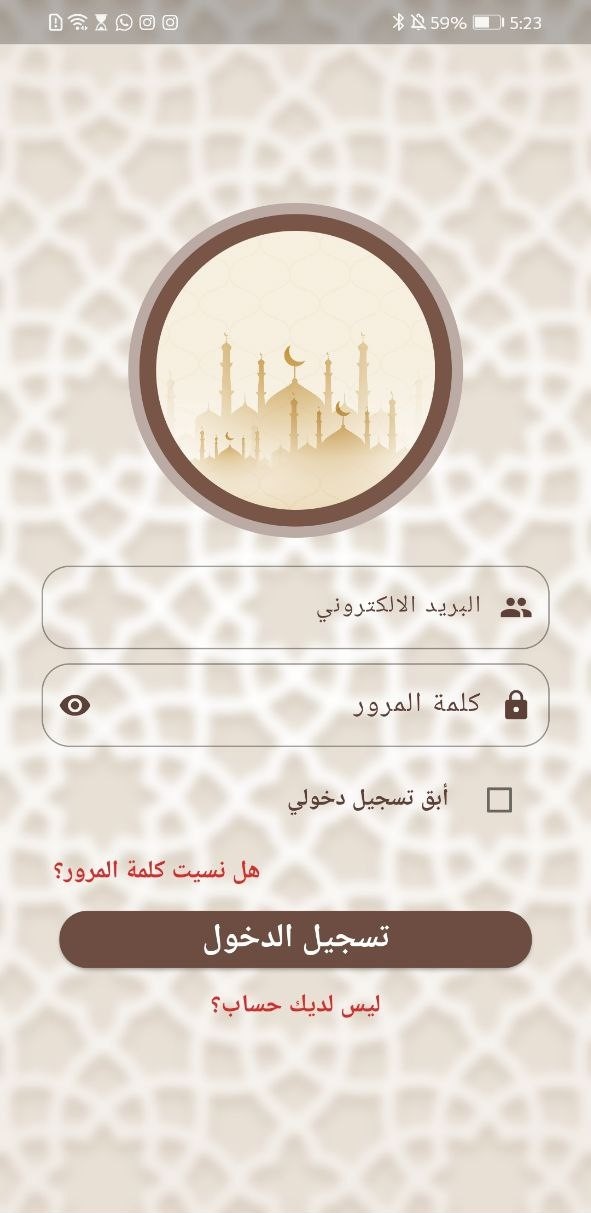 59% 5:23
البريد الالكتروني
كلمة المرور
أبق تسجيل دخولي
هل نسيت كلمة المرور؟
تسجيل الدخول
ليس لديك حساب؟